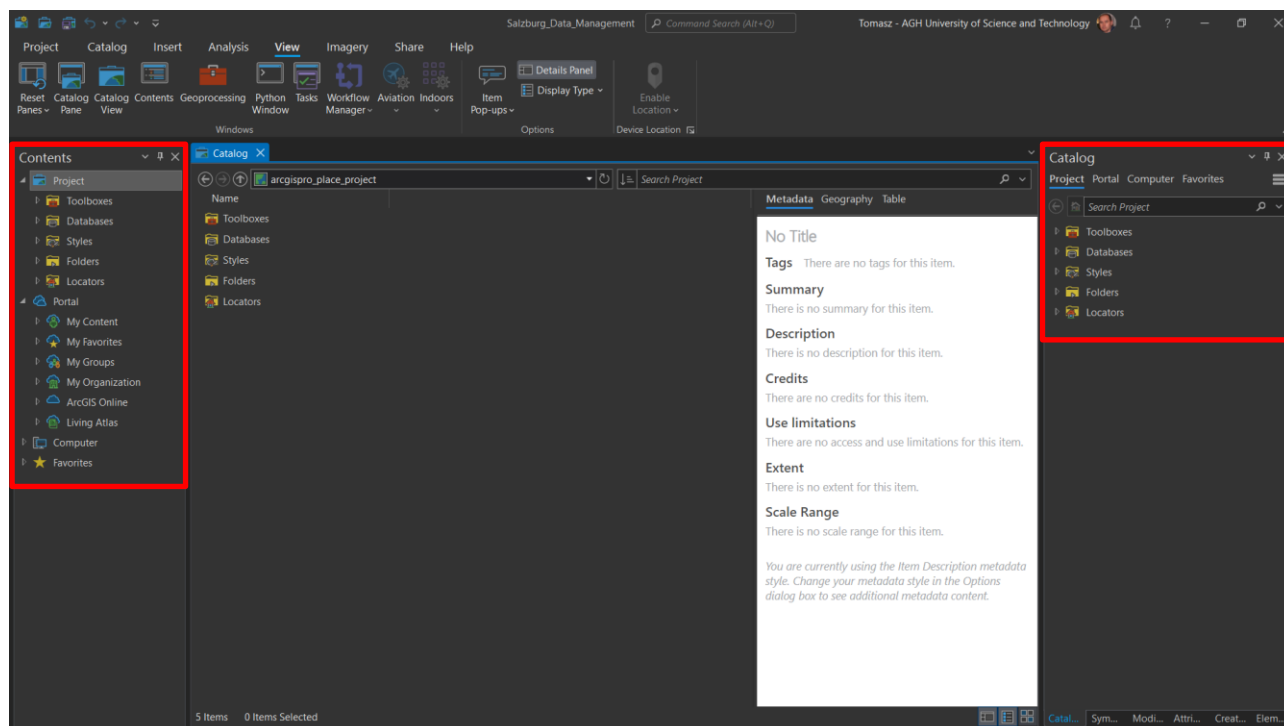 Salzburg_Data_Management
Command Search (Alt+Q)
Tomasz - AGH University of Science and Technology
?
Project Catalog Insert Analysis View Imagery Share Help
Reset Panes
Catalog Pane
Catalog View
Contents
Geoprocessing
Python Window
Tasks
Workflow Manager
Aviation
Indoors
Item Pop-ups
Details Panel
Display Type
Enable Location
Windows
Options
Device Location
Contents
Project
Toolboxes
Databases
Styles
Folders
Locators
Portal
My Content
My Favorites
My Groups
My Organization
ArcGIS Online
Living Atlas
Computer
Favorites
Catalog
arcgispro_place_project
Search Project
Name
Toolboxes
Databases
Styles
Folders
Locators
Metadata Geography Table
No Title
Tags There are no tags for this item.
Summary
There is no summary for this item.
Description
There is no description for this item.
Credits
There are no credits for this item.
Use limitations
There are no access and use limitations for this item.
Extent
There is no extent for this item.
Scale Range
There is no scale range for this item.
You are currently using the Item Description metadata
style. Change your metadata style in the Options
dialog box to see additional metadata content.
Catalog
Project Portal Computer Favorites
Search Project
Toolboxes
Databases
Styles
Folders
Locators
5 Items 0 Items Selected
Catal... Sym... Modi... Attri... Creat... Elem...